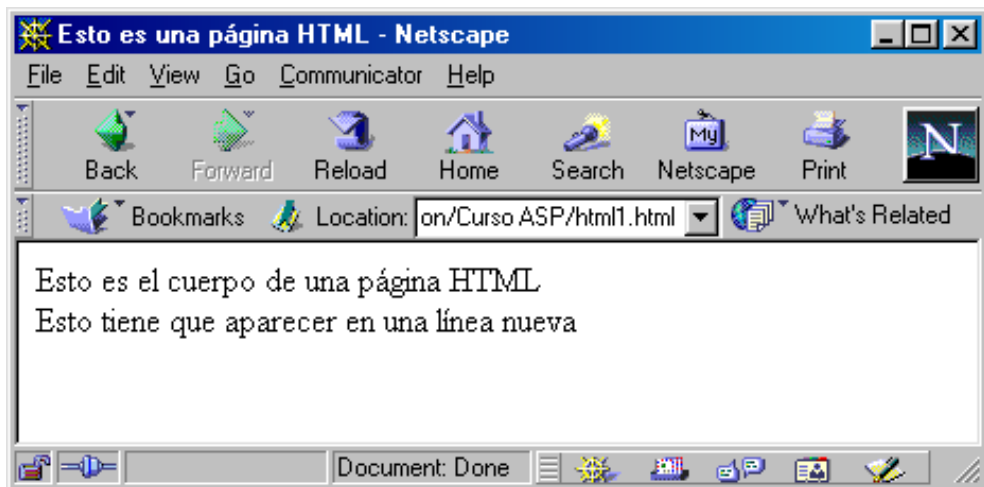 Esto es una página HTML - Netscape
File Edit View Go Communicator Help
My N
Back Forward Reload Home Search Netscape Print
Bookmarks Location: on/Curso ASP/html1.html What's Related
Esto es el cuerpo de una página HTML
Esto tiene que aparecer en una línea nueva
Document: Done